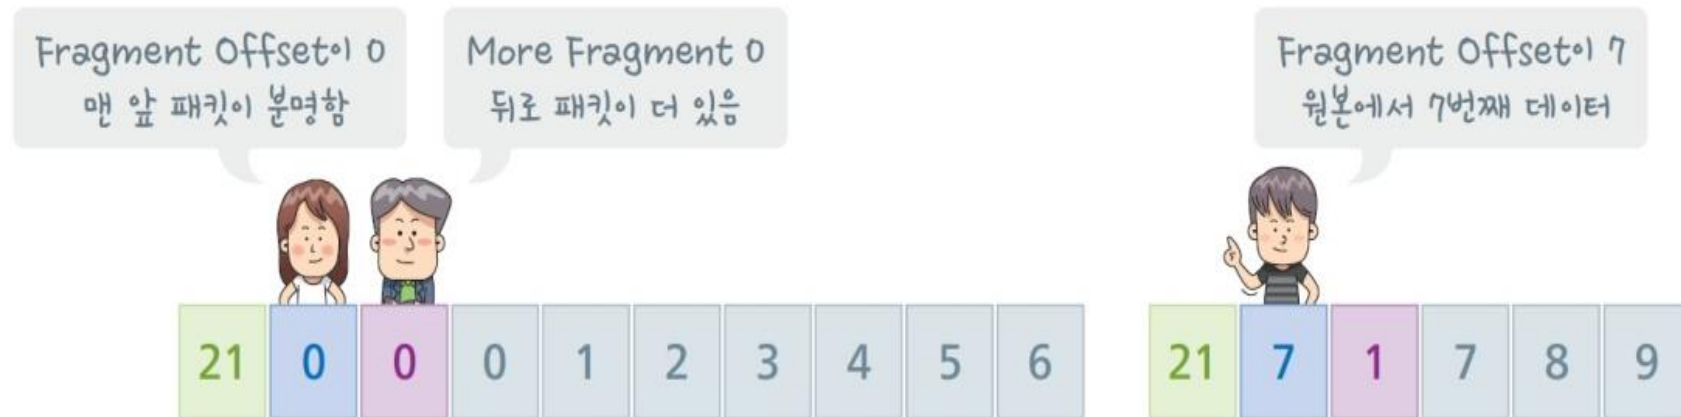 Fragment Offset이 0
맨 앞 패킷이 분명함
More Fragment 0
뒤로 패킷이 더 있음
Fragment Offset이 7
원본에서 7번째 데이터
21 0 0 0 1 2 3 4 5 6
21 7 1 7 8 9